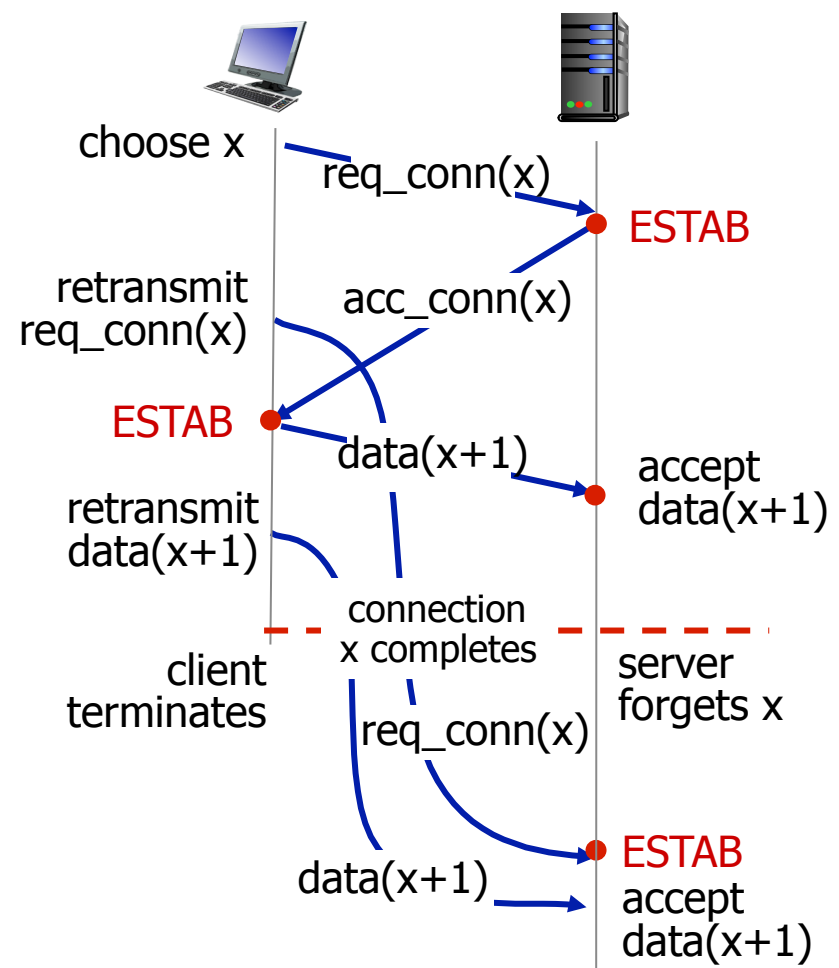 choose x
req_conn(x)
ESTAB
retransmit
req_conn(x)
acc_conn(x)
ESTAB
data(x+1)
accept
data(x+1)
retransmit
data(x+1)
connection
x completes
client
terminates
server
forgets x
req_conn(x)
ESTAB
data(x+1)
accept
data(x+1)